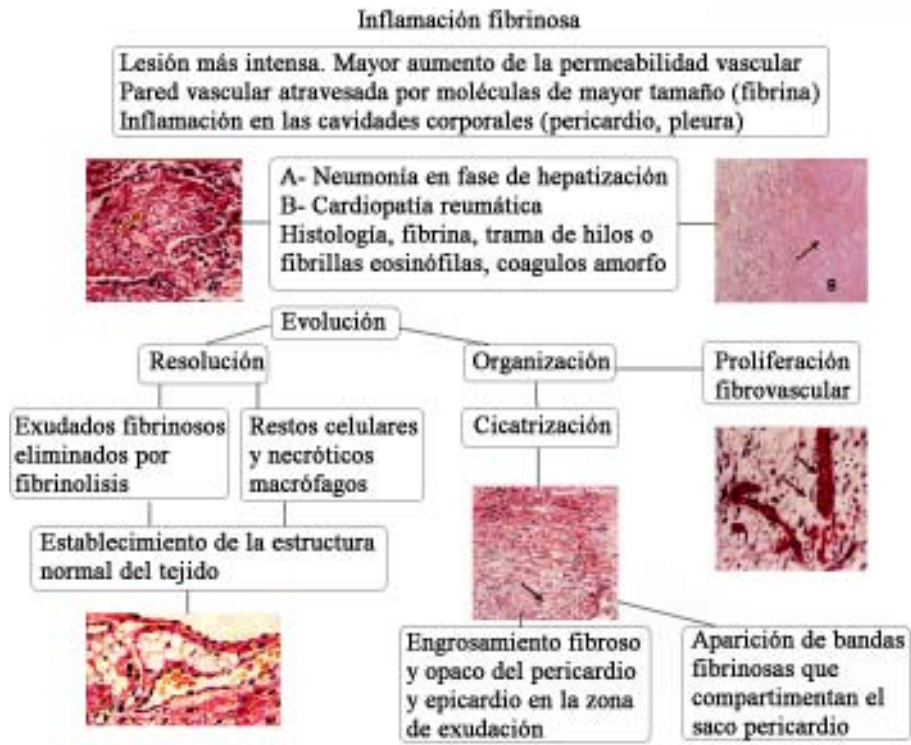 Inflamación fibrinosa
Lesión más intensa. Mayor aumento de la permeabilidad vascular
Pared vascular atravesada por moléculas de mayor tamaño (fibrina)
Inflamación en las cavidades corporales (pericardio, pleura)
A- Neumonía en fase de hepatización
B- Cardiopatía reumática
Histología, fibrina, trama de hilos o
fibrillas eosinófilas, coagulos amorfo
B
Evolución
Resolución
Organización
Proliferación
fibrovascular
Exudados fibrinosos
eliminados por
fibrinolisis
Restos celulares
y necróticos
macrófagos
Cicatrización
Establecimiento de la estructura
normal del tejido
Engrosamiento fibroso
y opaco del pericardio
y epicardio en la zona
de exudación
Aparición de bandas
fibrinosas que
compartimentan el
saco pericardio